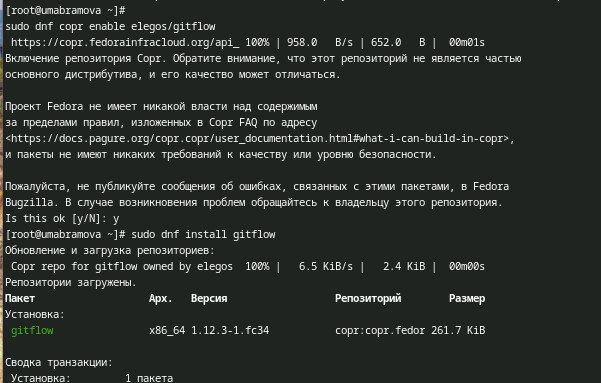 [root@umabramova ~]#
sudo dnf copr enable elegos/gitflow
https://copr.fedorainfracloud.org/api_ 100% | 958.0   B/s | 652.0   B |  00m01s
Включение репозитория Copr. Обратите внимание, что этот репозиторий не является частью
основного дистрибутива, и его качество может отличаться.
Проект Fedora не имеет никакой власти над содержимым
за пределами правил, изложенных в Copr FAQ по адресу
<https://docs.pagure.org/copr.copr/user_documentation.html#what-i-can-build-in-copr>,
и пакеты не имеют никаких требований к качеству или уровню безопасности.
Пожалуйста, не публикуйте сообщения об ошибках, связанных с этими пакетами, в Fedora
Bugzilla. В случае возникновения проблем обращайтесь к владельцу этого репозитория.
Is this ok [y/N]: y
[root@umabramova ~]# sudo dnf install gitflow
Обновление и загрузка репозиториев:
Copr repo for gitflow owned by elegos  100% |   6.5 KiB/s |   2.4 KiB |  00m00s
Репозитории загружены.
Пакет                  Арх.   Версия                 Репозиторий        Размер
Установка:
gitflow                x86_64 1.12.3-1.fc34          copr:copr.fedor 261.7 KiB
Сводка транзакции:
Установка:         1 пакета